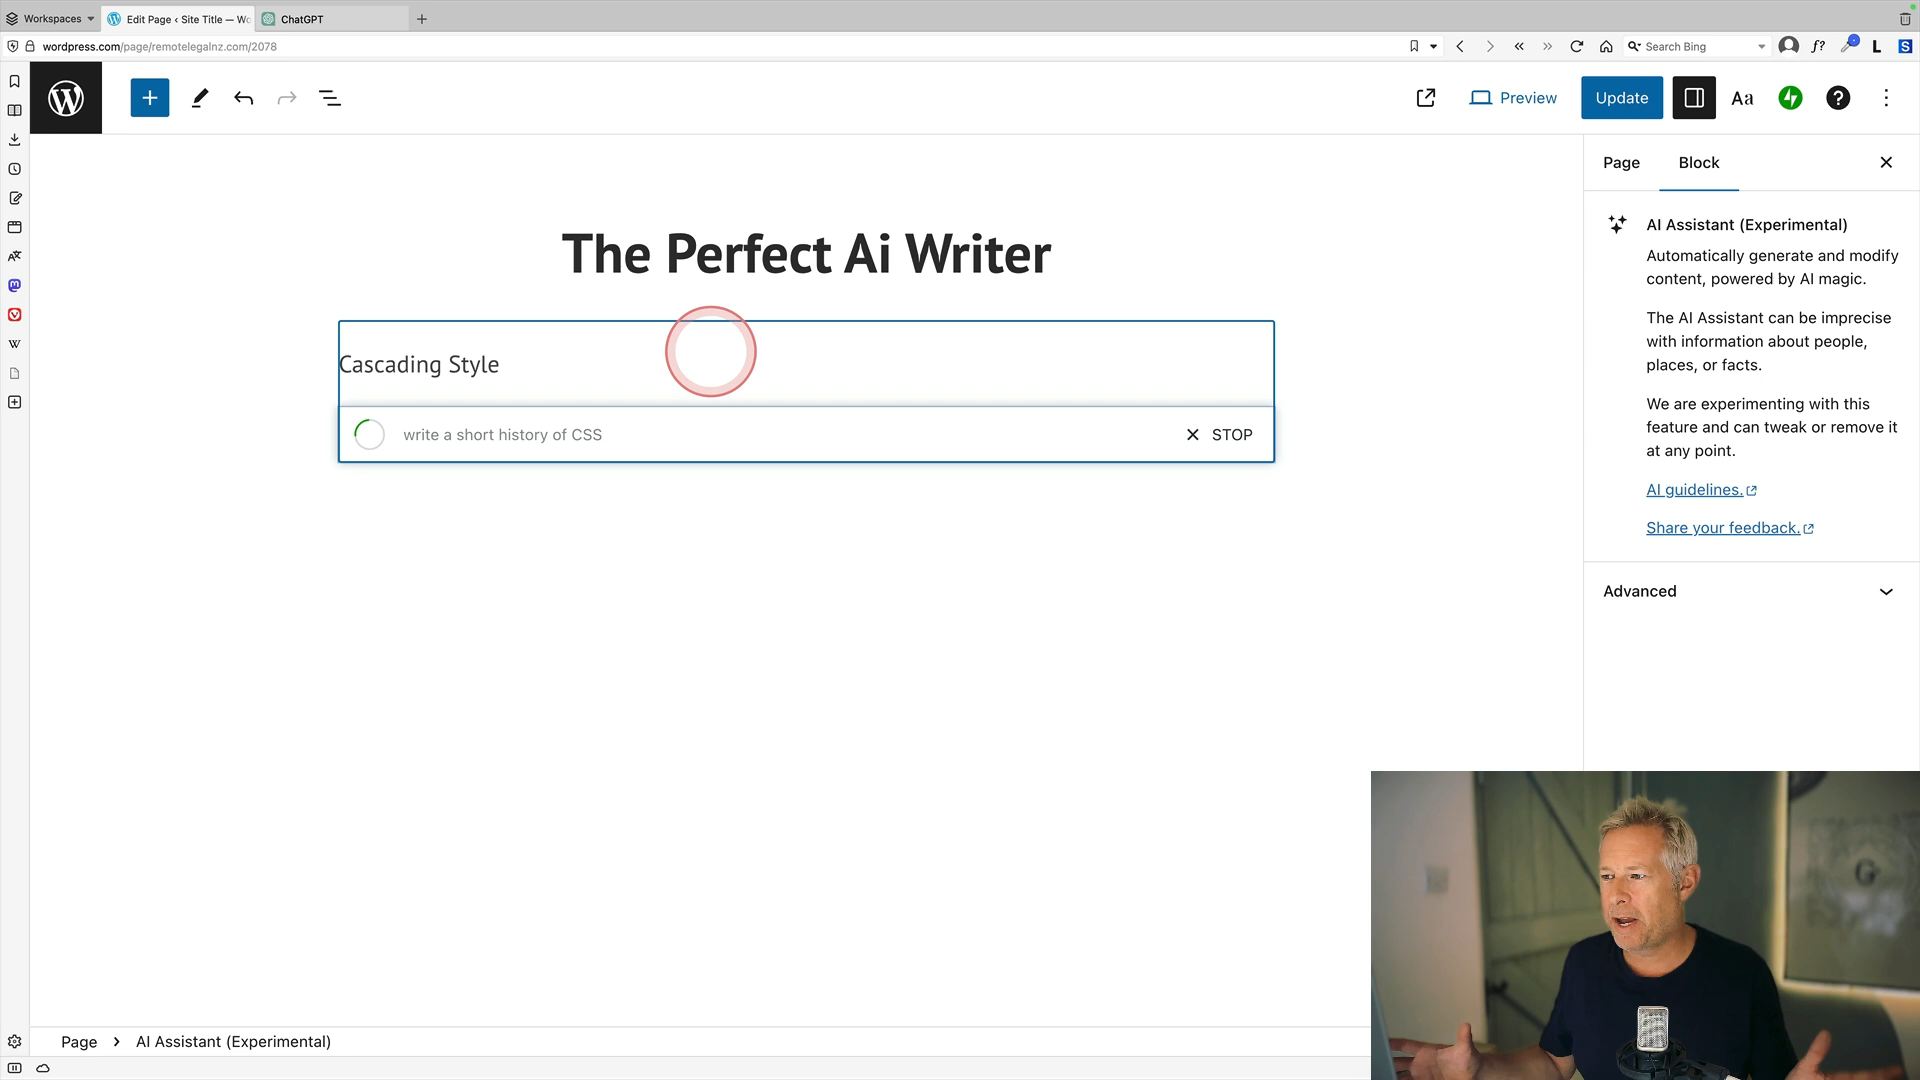 Workspaces
Edit Page ‹ Site Title — Wo
ChatGPT
wordpress.com/page/remotelegalnz.com/2078
Search Bing
f?
L
S
Preview
Update
Aa
?
Page
Block
The Perfect Ai Writer
Cascading Style
write a short history of CSS
STOP
AI Assistant (Experimental)
Automatically generate and modify
content, powered by AI magic.
The AI Assistant can be imprecise
with information about people,
places, or facts.
We are experimenting with this
feature and can tweak or remove it
at any point.
AI guidelines.
Share your feedback.
Advanced
Page
AI Assistant (Experimental)